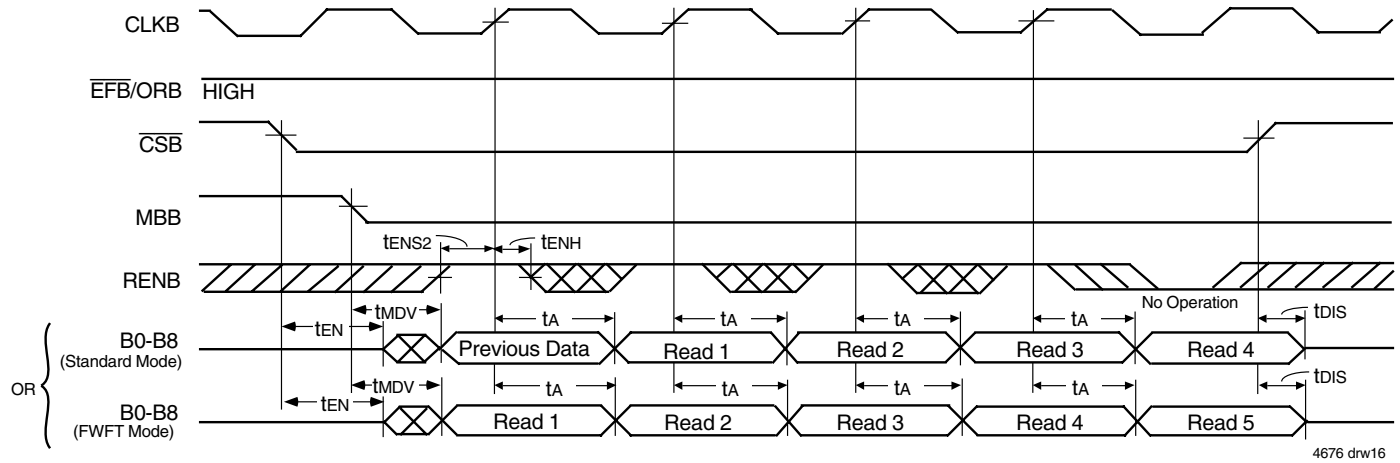 CLKB
EFB/ORB HIGH
CSB
MBB
tENS2 tENH
RENB
No Operation
tEN tMDV tA tA tA tA tDIS
B0-B8
(Standard Mode)
Previous Data Read 1 Read 2 Read 3 Read 4
OR
tEN tMDV tA tA tA tA tDIS
B0-B8
(FWFT Mode)
Read 1 Read 2 Read 3 Read 4 Read 5
4676 drw16